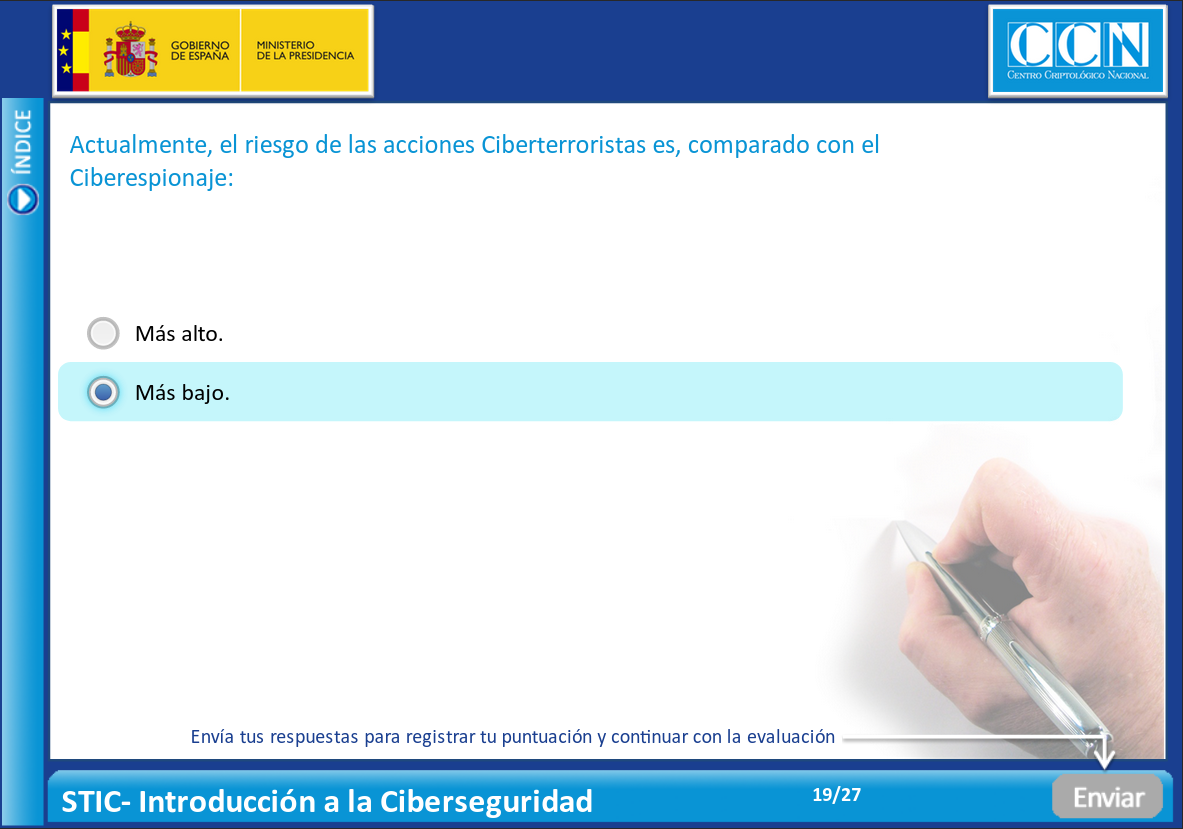 GOBIERNO
DE ESPAÑA
MINISTERIO
DE LA PRESIDENCIA
CCN
CENTRO CRIPTOLÓGICO NACIONAL
ÍNDICE
Actualmente, el riesgo de las acciones Ciberterroristas es, comparado con el
Ciberespionaje:
Más alto.
Más bajo.
Envía tus respuestas para registrar tu puntuación y continuar con la evaluación
STIC- Introducción a la Ciberseguridad
19/27
Enviar